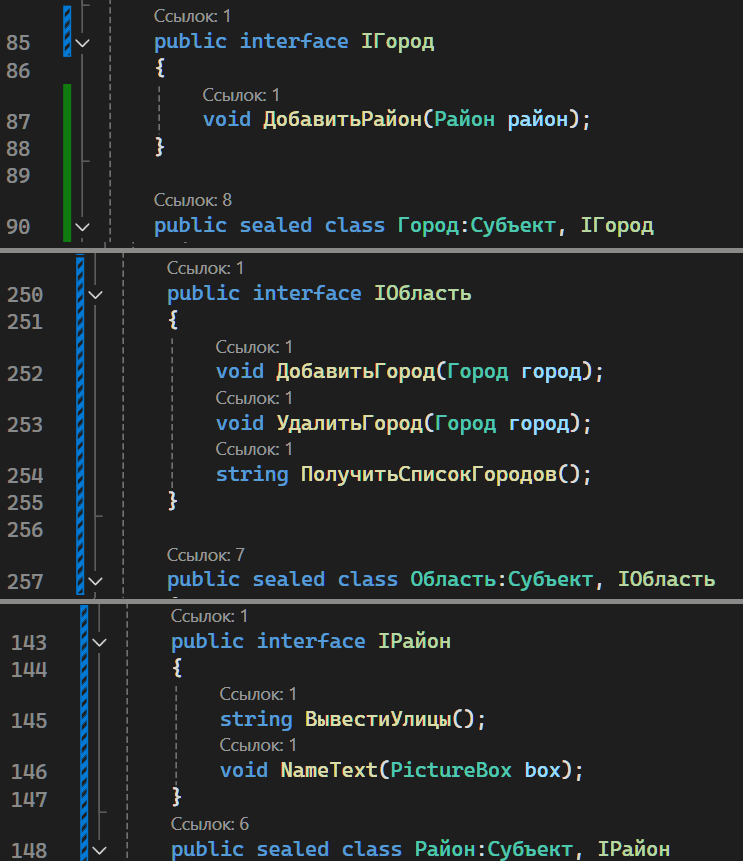 Ссылок: 1
85 public interface IГород
86 {
Ссылок: 1
87 void ДобавитьРайон(Район район);
88 }
89
Ссылок: 8
90 public sealed class Город:Субъект, IГород
Ссылок: 1
250 public interface IОбласть
251 {
Ссылок: 1
252 void ДобавитьГород(Город город);
Ссылок: 1
253 void УдалитьГород(Город город);
Ссылок: 1
254 string ПолучитьСписокГородов();
255 }
256
Ссылок: 7
257 public sealed class Область:Субъект, IОбласть
Ссылок: 1
143 public interface IРайон
144 {
Ссылок: 1
145 string ВывестиУлицы();
Ссылок: 1
146 void NameText(PictureBox box);
147 }
Ссылок: 6
148 public sealed class Район:Субъект, IРайон